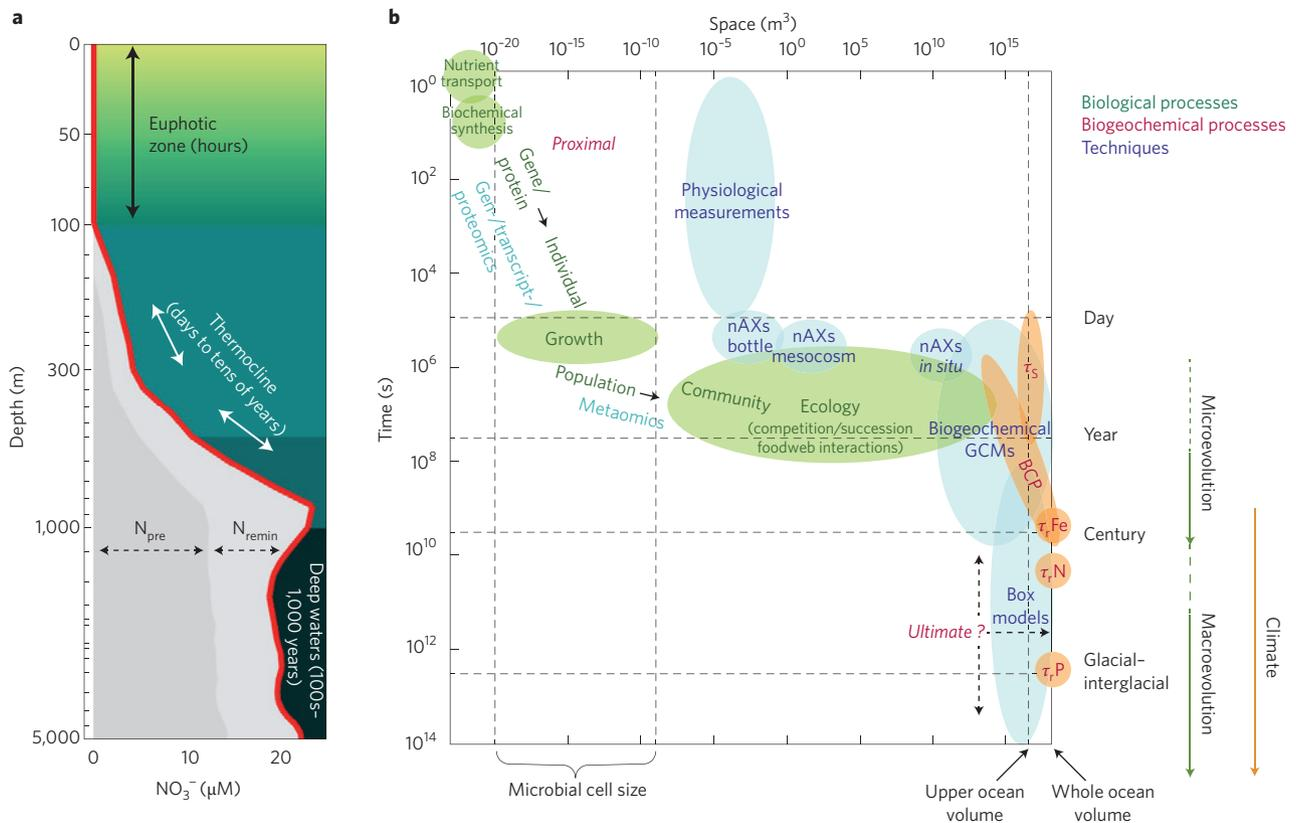 a
0
50
100
300
1,000
5,000
Depth (m)
Euphotic
zone (hours)
Thermocline
(days to tens of years)
N_pre
N_remin
Deep waters (100s–
1,000 years)
0
10
20
NO₃⁻ (μM)
b
Space (m³)
10⁻²⁰
10⁻¹⁵
10⁻¹⁰
10⁻⁵
10⁰
10⁵
10¹⁰
10¹⁵
Time (s)
10⁰
10²
10⁴
10⁶
10⁸
10¹⁰
10¹²
10¹⁴
Nutrient
transport
Biochemical
synthesis
Proximal
Gene/
protein
Individual
Gen-/transcript-/
proteomics
Growth
Population
Metaomics
Physiological
measurements
nAXs
bottle
nAXs
mesocosm
nAXs
in situ
Community
Ecology
(competition/succession
foodweb interactions)
Biogeochemical
GCMs
τ_S
BCP
τ_rFe
τ_rN
τ_rP
Box
models
Ultimate ?
Biological processes
Biogeochemical processes
Techniques
Day
Year
Century
Glacial–
interglacial
Microevolution
Macroevolution
Climate
Microbial cell size
Upper ocean
volume
Whole ocean
volume